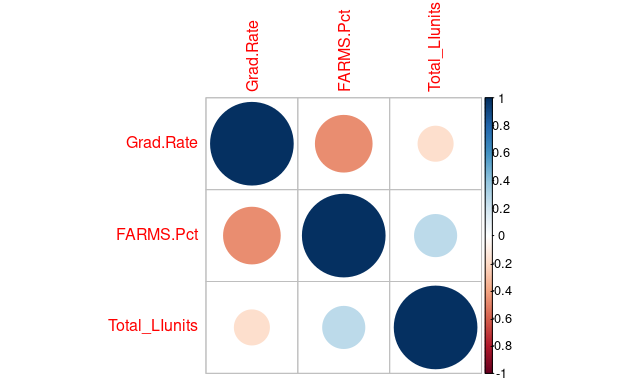 Grad.Rate
FARMS.Pct
Total_LIunits
Grad.Rate
FARMS.Pct
Total_LIunits
1
0.8
0.6
0.4
0.2
0
-0.2
-0.4
-0.6
-0.8
-1